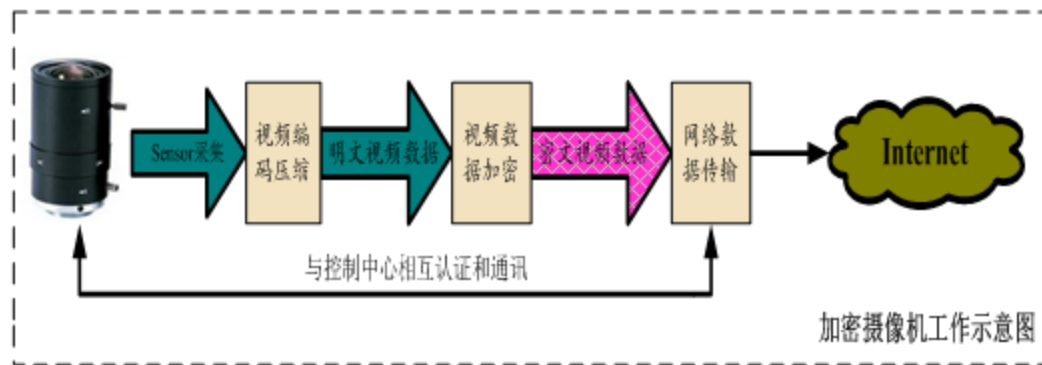 Sensor采集
视频编
码压缩
明文视频数据
视频数
据加密
密文视频数据
网络数
据传输
Internet
与控制中心相互认证和通讯
加密摄像机工作示意图